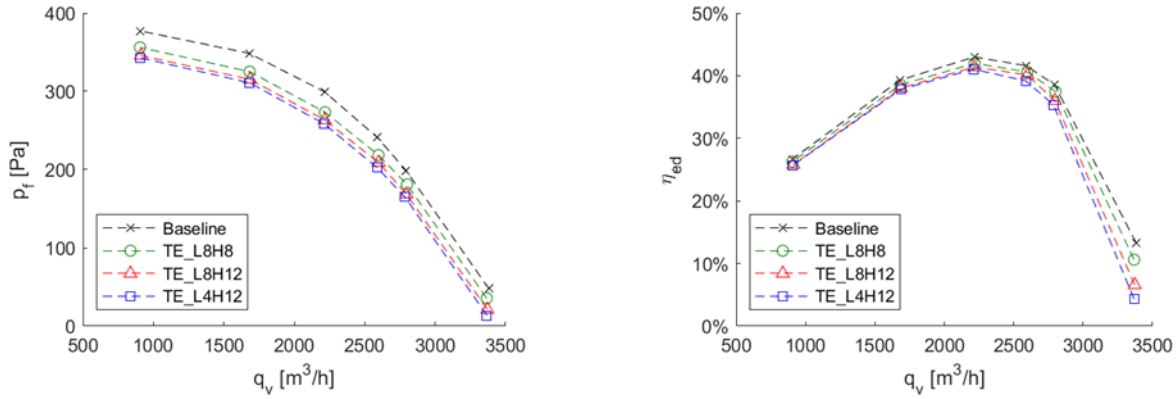 400
300
200
100
0
p_f [Pa]
Baseline
TE_L8H8
TE_L8H12
TE_L4H12
500 1000 1500 2000 2500 3000 3500
q_v [m³/h]
50%
40%
30%
20%
10%
0%
η_ed
Baseline
TE_L8H8
TE_L8H12
TE_L4H12
500 1000 1500 2000 2500 3000 3500
q_v [m³/h]